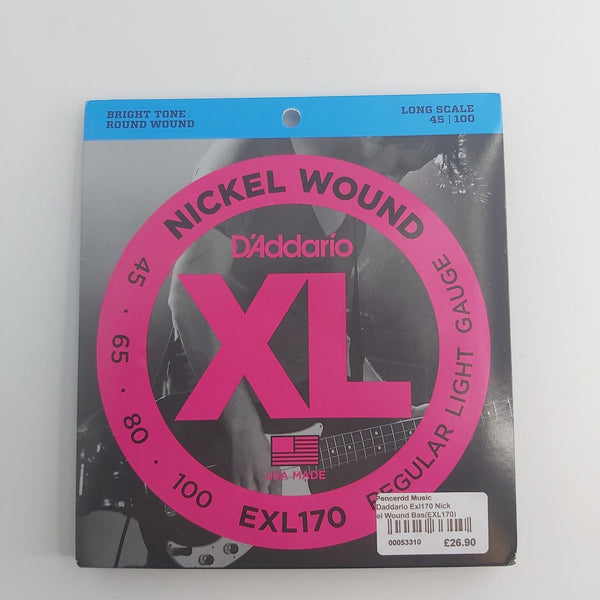 BRIGHT TONE
ROUND WOUND
LONG SCALE
45 | 100
NICKEL WOUND
D'Addario
XL
45 · 65 · 80 · 100
USA MADE
EXL170
REGULAR LIGHT GAUGE
Pencerdd Music
Daddario Exl170 Nick
el Wound Bas(EXL170)
00053310
£26.90